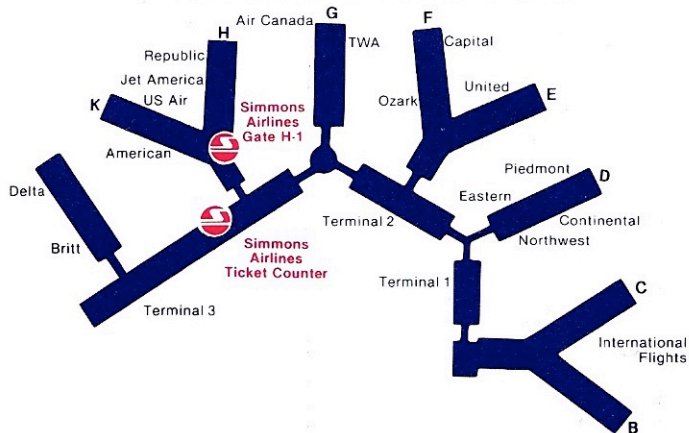 G
F
H
Air Canada
TWA
Capital
Republic
Jet America
US Air
K
Simmons
Airlines
Gate H-1
Ozark
United
E
American
Delta
Piedmont
D
Eastern
Continental
Northwest
Terminal 2
Britt
Simmons
Airlines
Ticket Counter
Terminal 3
Terminal 1
C
International
Flights
B